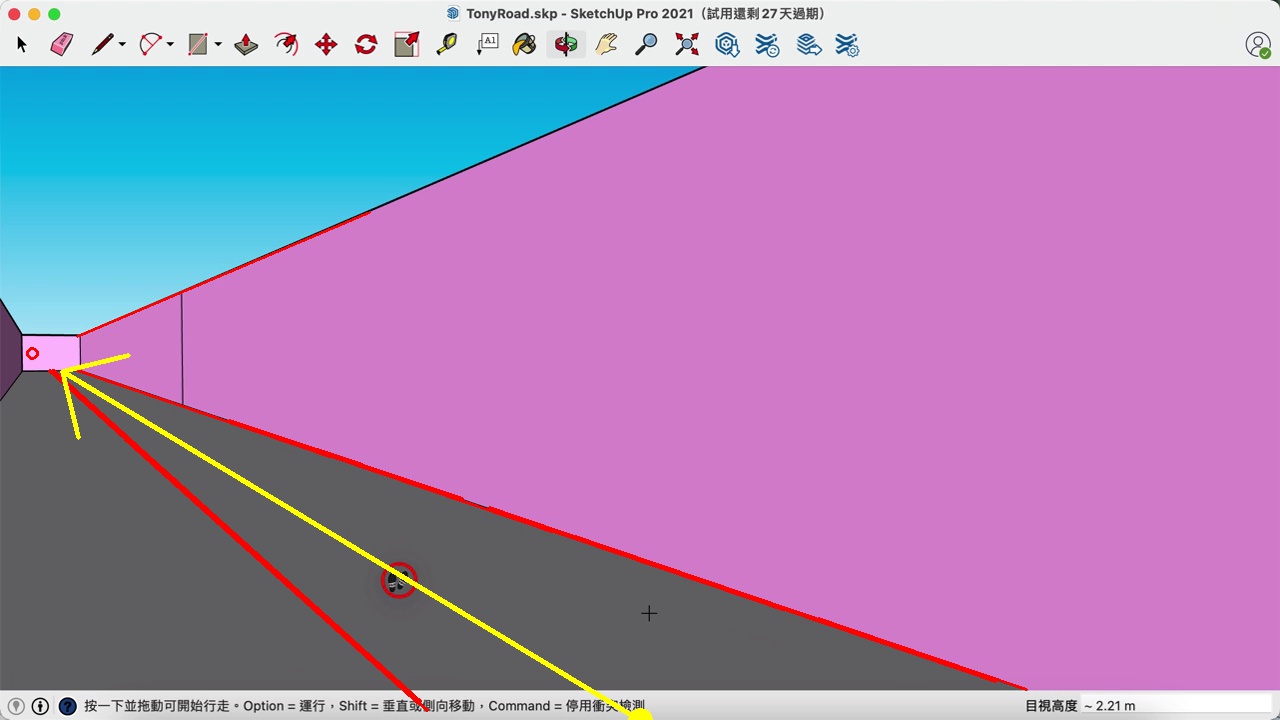 TonyRoad.skp - SketchUp Pro 2021（試用還剩 27 天過期）
A1
按一下並拖動可開始行走。Option = 運行，Shift = 垂直或側向移動，Command = 停用衝突檢測
目視高度 ~ 2.21 m